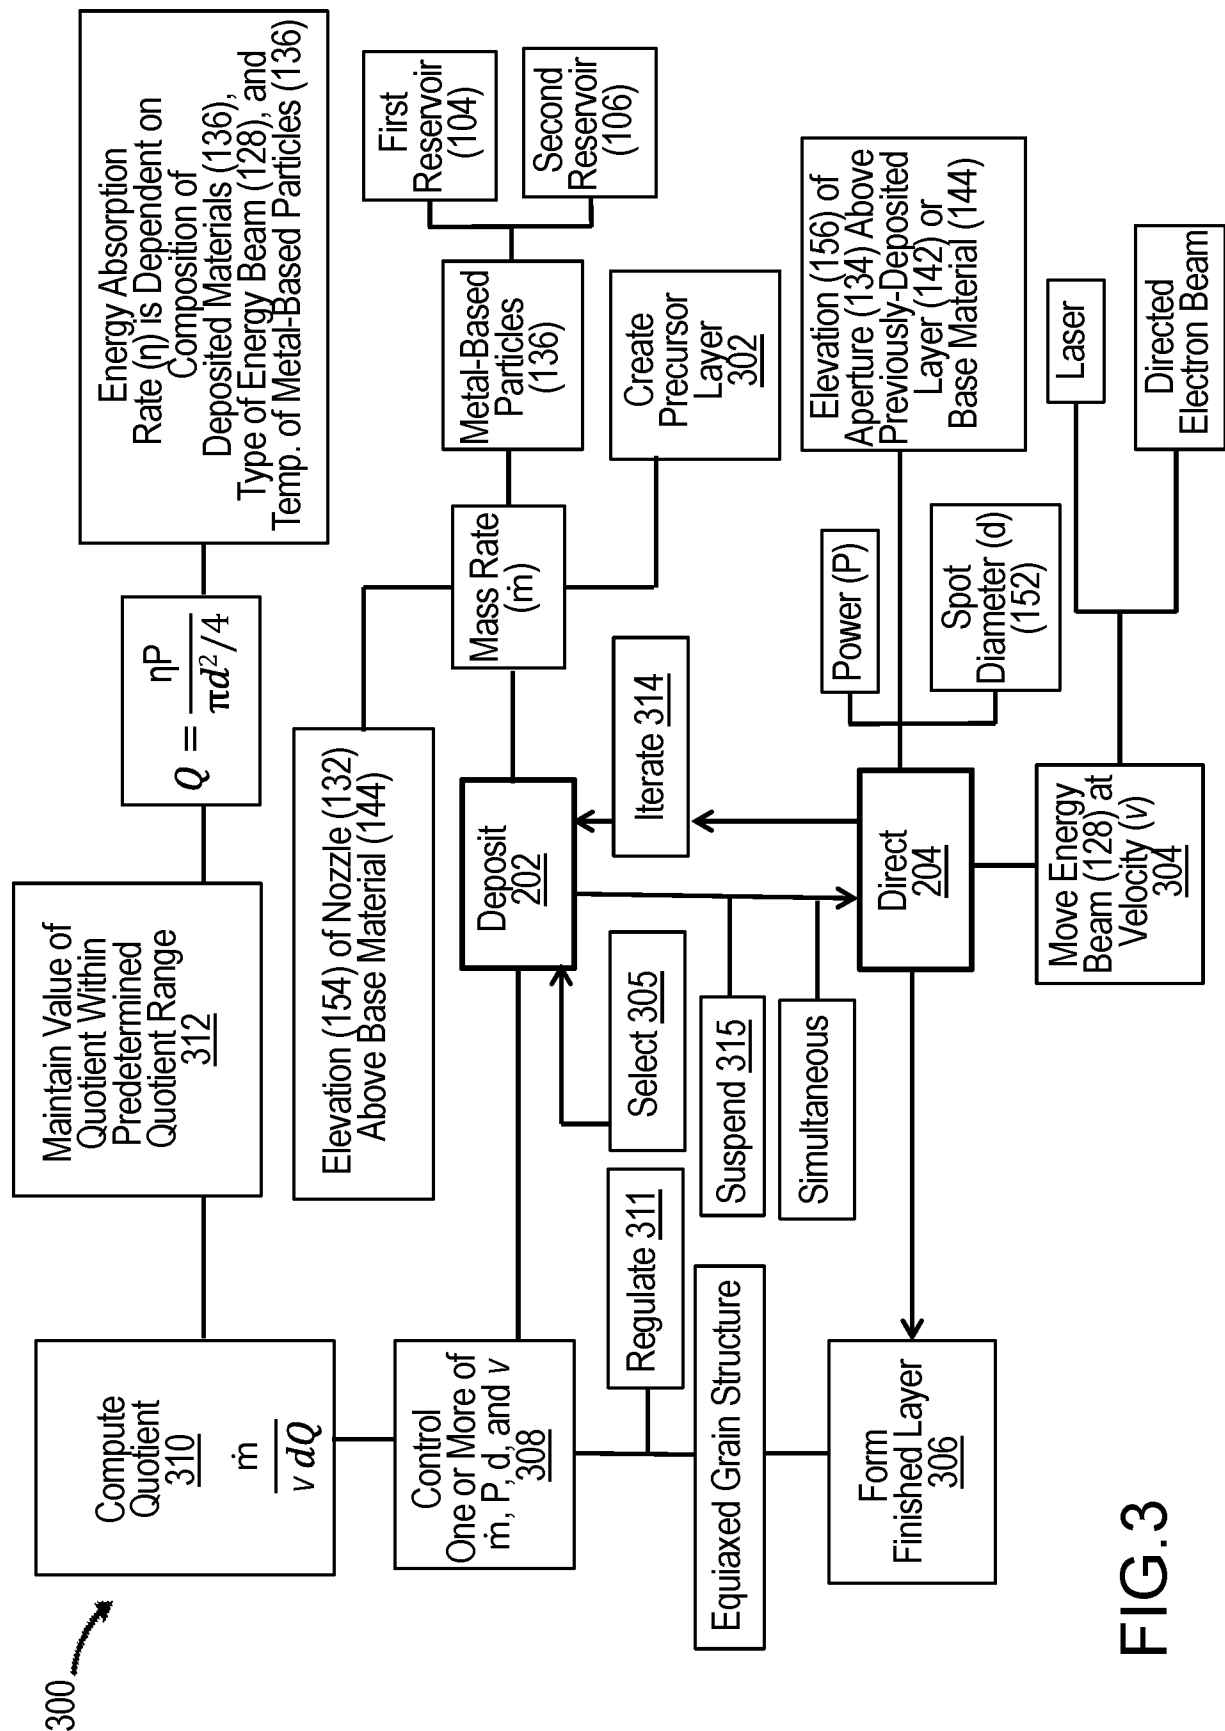 300
Compute
Quotient
310
ṁ
v dQ
Maintain Value of
Quotient Within
Predetermined
Quotient Range
312
Q = ηP
πd²/4
Energy Absorption
Rate (η) is Dependent on
Composition of
Deposited Materials (136),
Type of Energy Beam (128), and
Temp. of Metal-Based Particles (136)
Elevation (154) of Nozzle (132)
Above Base Material (144)
Control
One or More of
ṁ, P, d, and v
308
Deposit
202
Mass Rate
(ṁ)
Metal-Based
Particles
(136)
First
Reservoir
(104)
Second
Reservoir
(106)
Create
Precursor
Layer
302
Regulate 311
Select 305
Iterate 314
Suspend 315
Simultaneous
Equiaxed Grain Structure
Form
Finished Layer
306
Direct
204
Power (P)
Spot
Diameter (d)
(152)
Elevation (156) of
Aperture (134) Above
Previously-Deposited
Layer (142) or
Base Material (144)
Move Energy
Beam (128) at
Velocity (v)
304
Laser
Directed
Electron Beam
FIG.3